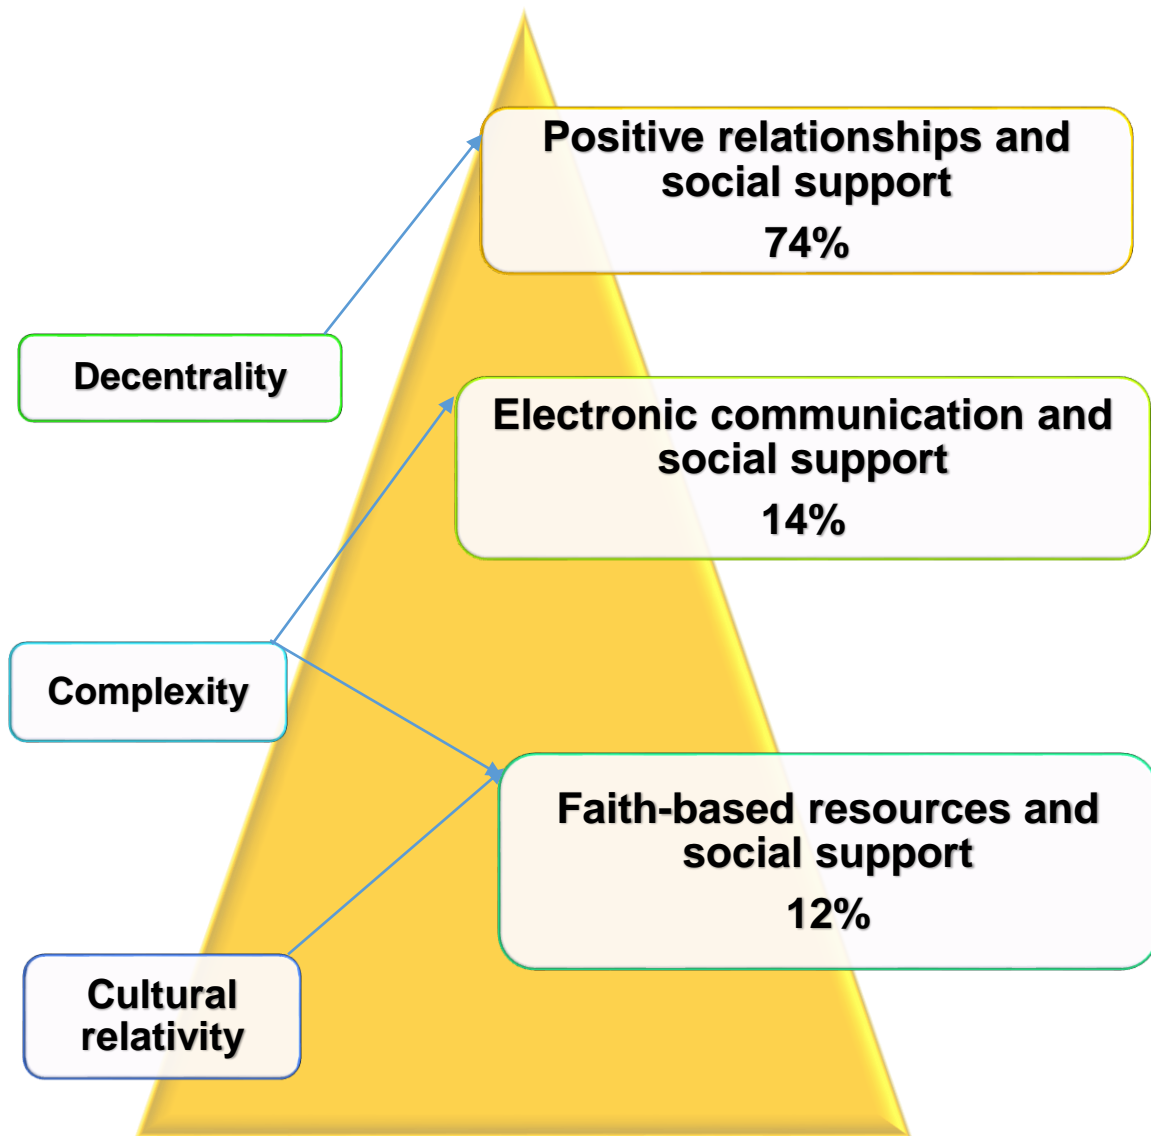 Positive relationships and
social support
74%
Decentrality
Electronic communication and
social support
14%
Complexity
Faith-based resources and
social support
12%
Cultural
relativity